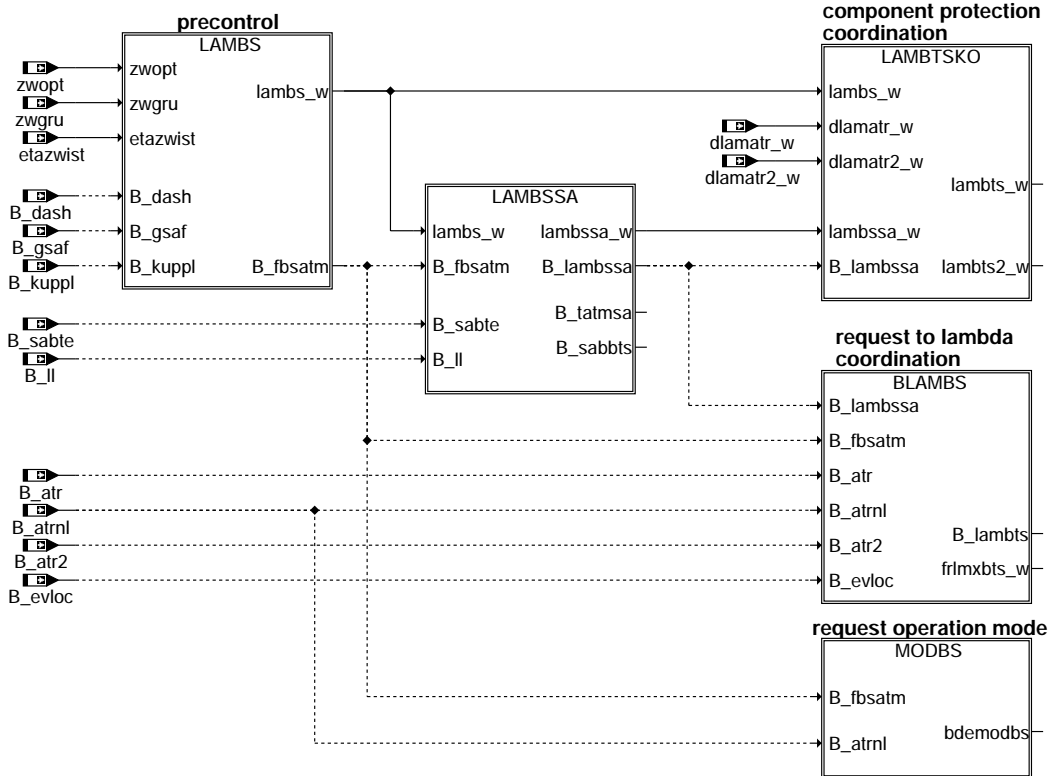 precontrol
LAMBS
zwopt
zwopt
zwgru
zwgru
etazwist
etazwist
B_dash
B_dash
B_gsaf
B_gsaf
B_kuppl
B_kuppl
lambs_w
B_fbsatm
B_sabte
B_ll
LAMBSSA
lambs_w
B_fbsatm
B_sabte
B_ll
lambssa_w
B_lambssa
B_tatmsa
B_sabbts
component protection
coordination
LAMBTSKO
lambs_w
dlamatr_w
dlamatr_w
dlamatr2_w
dlamatr2_w
lambssa_w
B_lambssa
lambts_w
lambts2_w
request to lambda
coordination
BLAMBS
B_lambssa
B_fbsatm
B_atr
B_atr
B_atrnl
B_atrnl
B_atr2
B_atr2
B_evloc
B_evloc
B_lambts
frlmxbts_w
request operation mode
MODBS
B_fbsatm
B_atrnl
bdemodbs